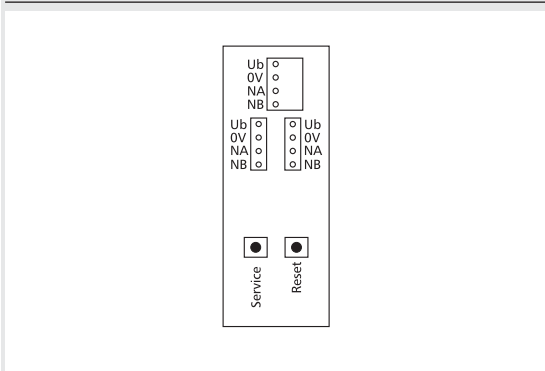 Ub
0V
NA
NB
Ub Ub
0V 0V
NA NA
NB NB
Service Reset